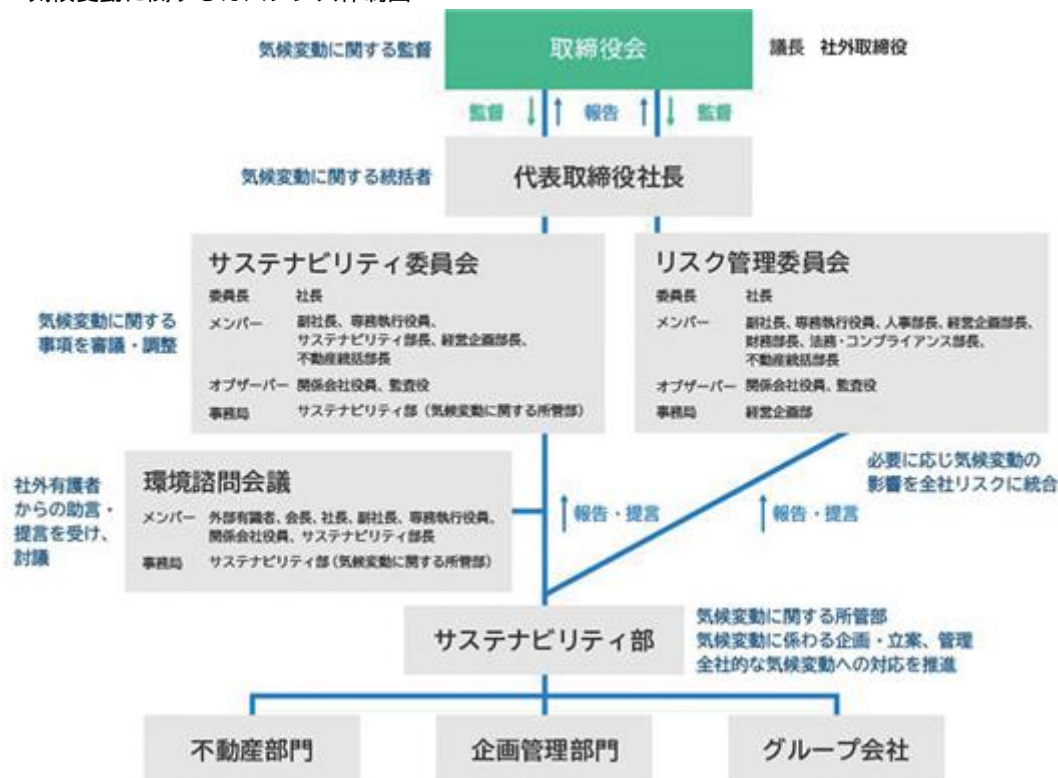 気候変動に関する監督
取締役会
議長 社外取締役
監督
報告
監督
気候変動に関する統括者
代表取締役社長
サステナビリティ委員会
委員長 社長
メンバー 副社長、専務執行役員、
サステナビリティ部長、経営企画部長、
不動産統括部長
オブザーバー 関係会社役員、監査役
事務局 サステナビリティ部(気候変動に関する所管部)
気候変動に関する
事項を審議・調整
リスク管理委員会
委員長 社長
メンバー 副社長、専務執行役員、人事部長、経営企画部長、
財務部長、法務・コンプライアンス部長、
不動産統括部長
オブザーバー 関係会社役員、監査役
事務局 経営企画部
必要に応じ気候変動の
影響を全社リスクに統合
社外有識者
からの助言・
提言を受け、
討議
環境諮問会議
メンバー 外部有識者、会長、社長、副社長、専務執行役員、
関係会社役員、サステナビリティ部長
事務局 サステナビリティ部(気候変動に関する所管部)
報告・提言
報告・提言
サステナビリティ部
気候変動に関する所管部
気候変動に係わる企画・立案、管理
全社的な気候変動への対応を推進
不動産部門
企画管理部門
グループ会社